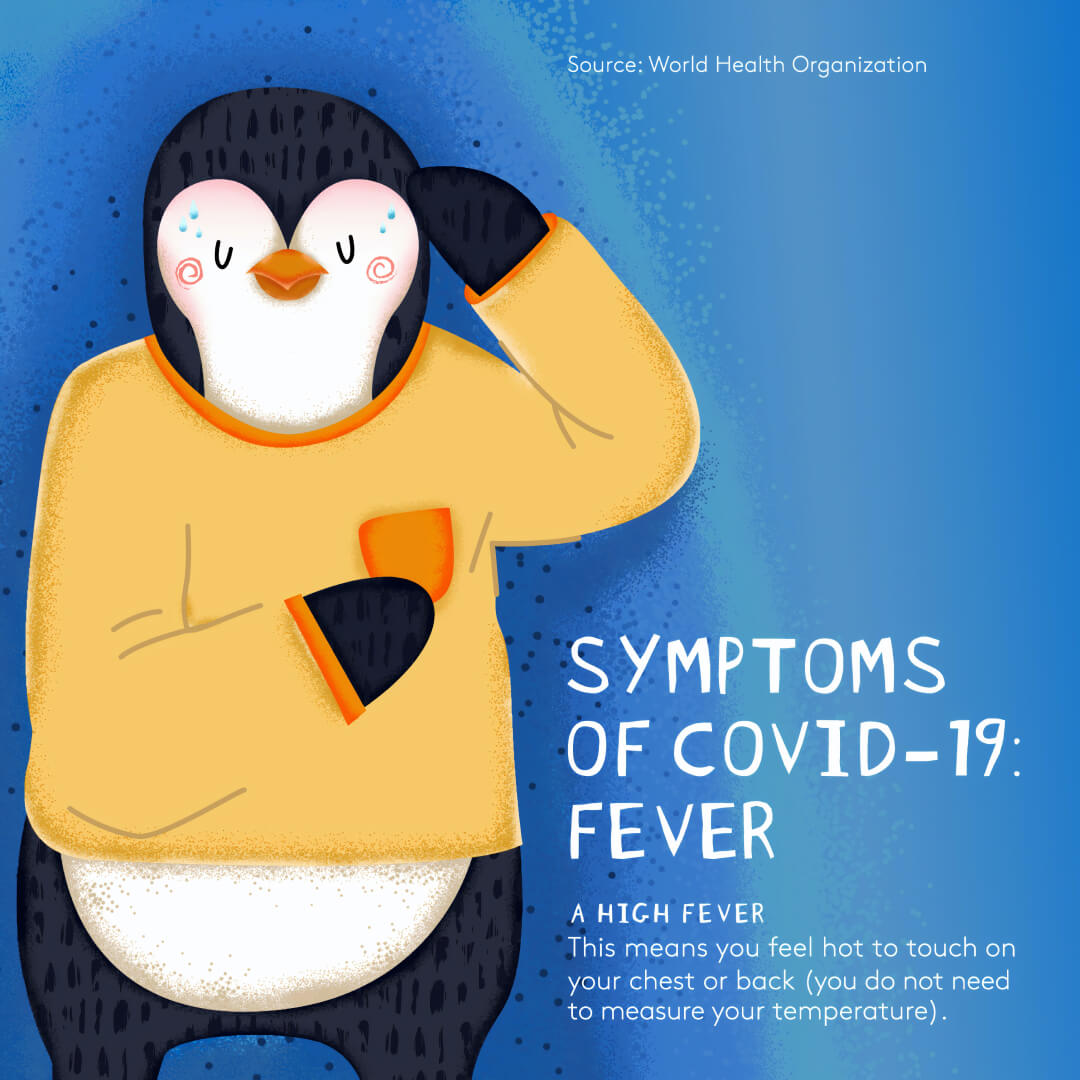 Source: World Health Organization
SYMPTOMS
OF COVID-19:
FEVER
A HIGH FEVER
This means you feel hot to touch on
your chest or back (you do not need
to measure your temperature).